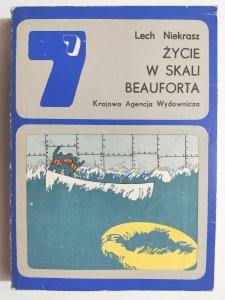 7
Lech Niekrasz
ŻYCIE
W SKALI
BEAUFORTA
Krajowa Agencja Wydawnicza